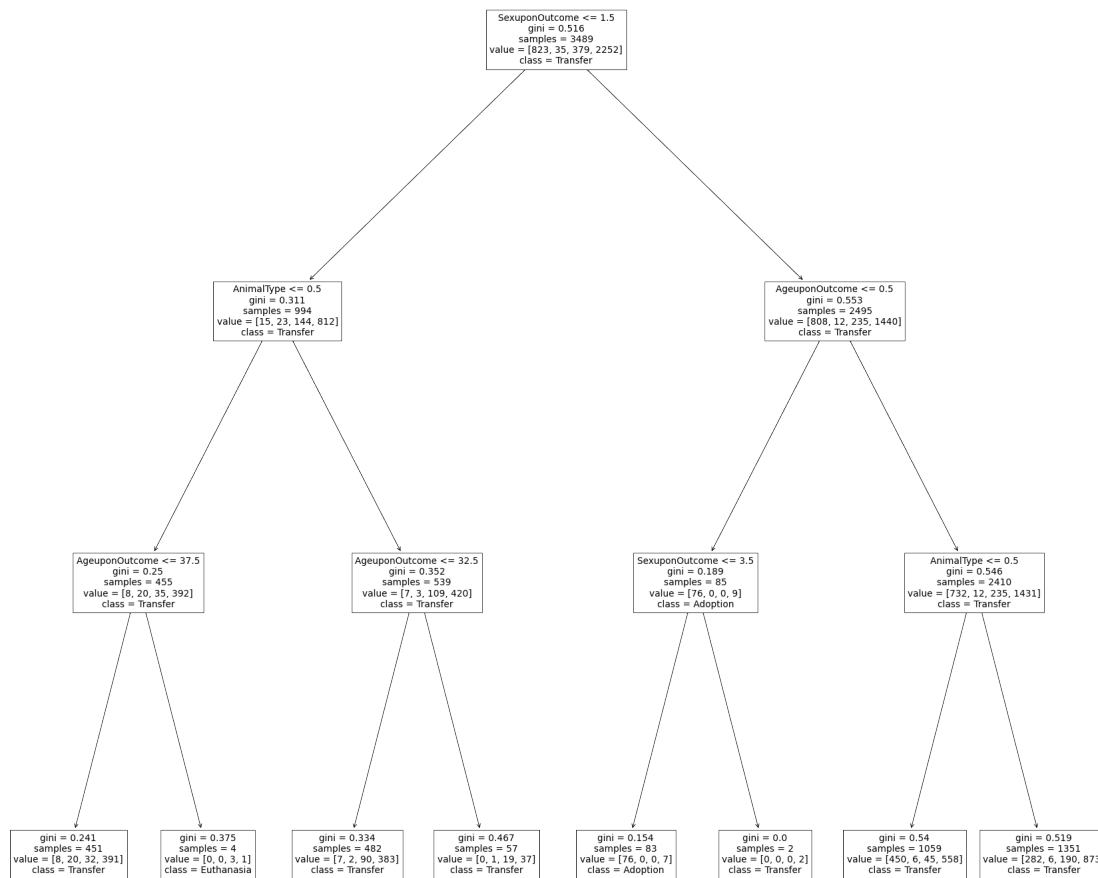 SexuponOutcome <= 1.5
gini = 0.516
samples = 3489
value = [823, 35, 379, 2252]
class = Transfer
AnimalType <= 0.5
gini = 0.311
samples = 994
value = [15, 23, 144, 812]
class = Transfer
AgeuponOutcome <= 0.5
gini = 0.553
samples = 2495
value = [808, 12, 235, 1440]
class = Transfer
AgeuponOutcome <= 37.5
gini = 0.25
samples = 455
value = [8, 20, 35, 392]
class = Transfer
AgeuponOutcome <= 32.5
gini = 0.352
samples = 539
value = [7, 3, 109, 420]
class = Transfer
SexuponOutcome <= 3.5
gini = 0.189
samples = 85
value = [76, 0, 0, 9]
class = Adoption
AnimalType <= 0.5
gini = 0.546
samples = 2410
value = [732, 12, 235, 1431]
class = Transfer
gini = 0.241
samples = 451
value = [8, 20, 32, 391]
class = Transfer
gini = 0.375
samples = 4
value = [0, 0, 3, 1]
class = Euthanasia
gini = 0.334
samples = 482
value = [7, 2, 90, 383]
class = Transfer
gini = 0.467
samples = 57
value = [0, 1, 19, 37]
class = Transfer
gini = 0.154
samples = 83
value = [76, 0, 0, 7]
class = Adoption
gini = 0.0
samples = 2
value = [0, 0, 0, 2]
class = Transfer
gini = 0.54
samples = 1059
value = [450, 6, 45, 558]
class = Transfer
gini = 0.519
samples = 1351
value = [282, 6, 190, 873
class = Transfer